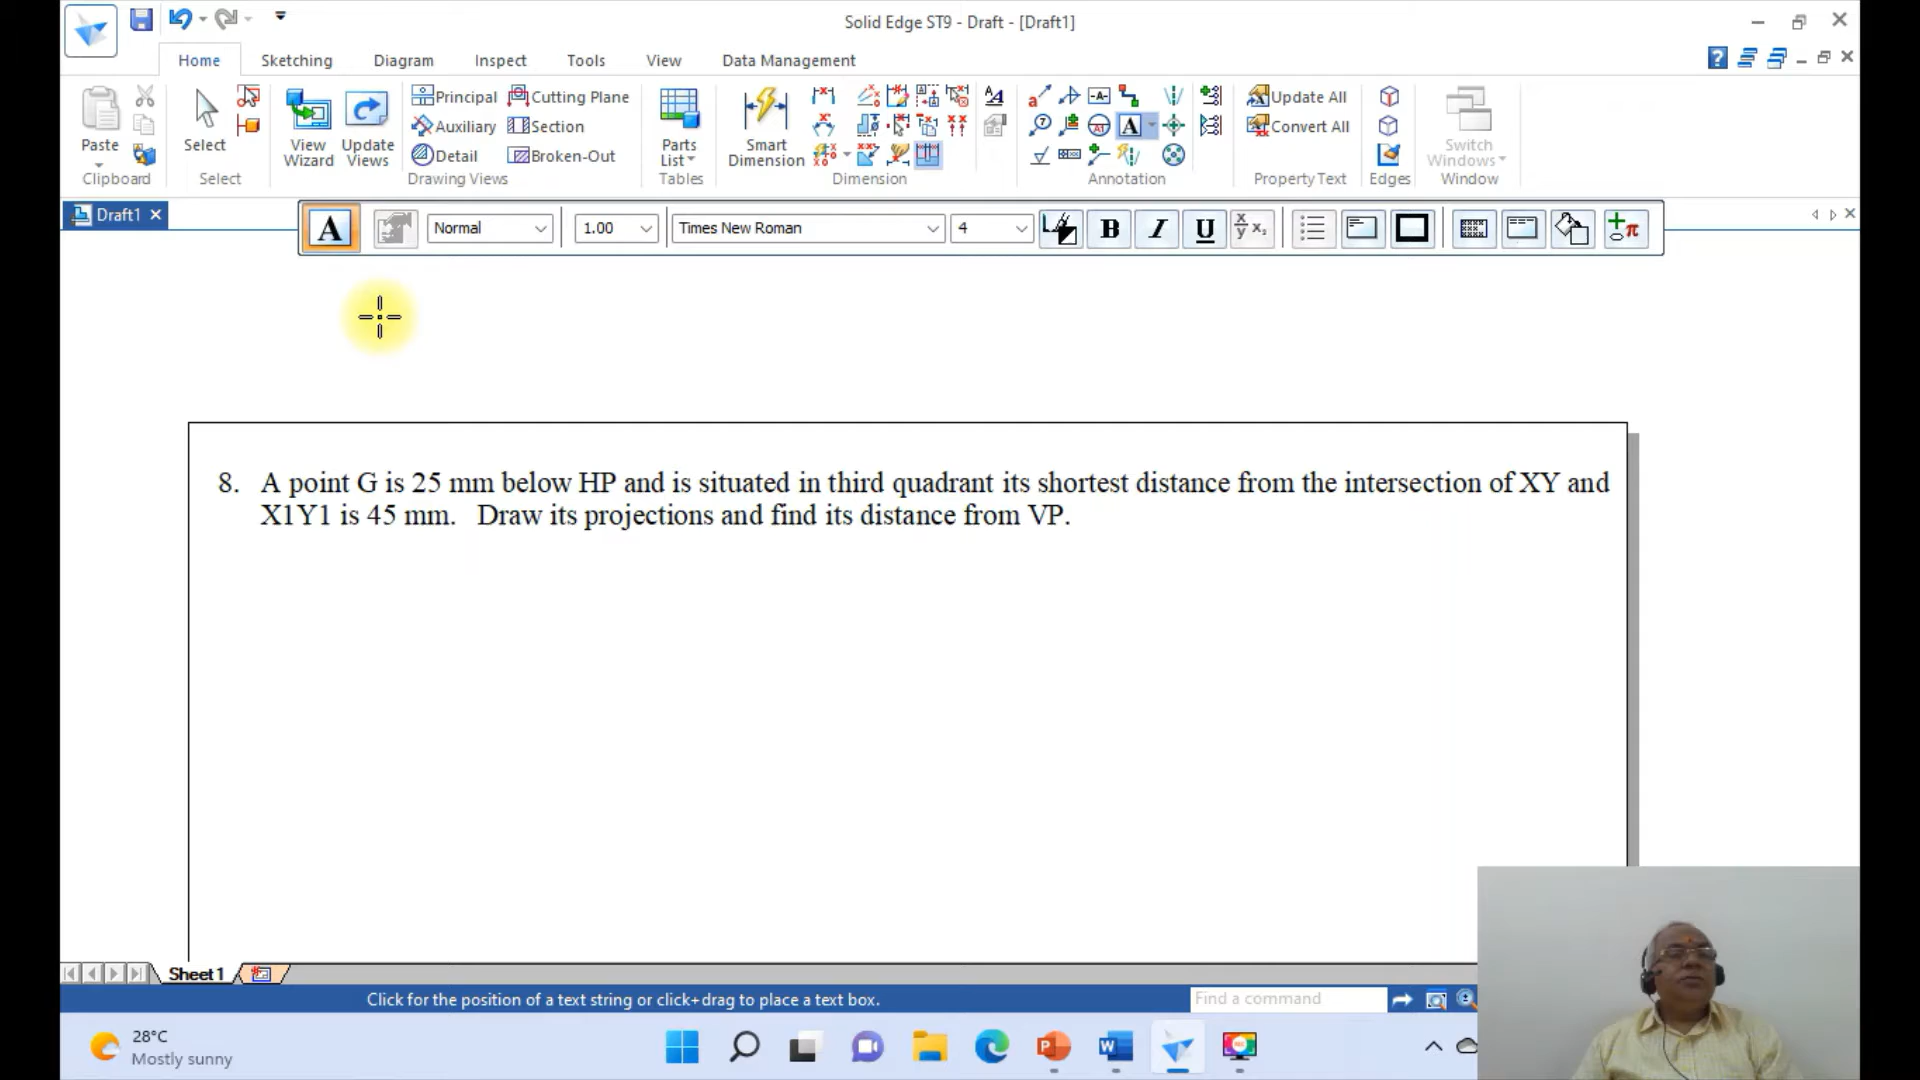 Solid Edge ST9 - Draft - [Draft1]
Home Sketching Diagram Inspect Tools View Data Management
Paste
Clipboard
Select
Select
View Wizard
Update Views
Principal Cutting Plane
Auxiliary Section
Detail Broken-Out
Drawing Views
Parts List
Tables
Smart Dimension
Dimension
Annotation
Update All
Convert All
Property Text
Edges
Switch Windows
Window
Draft1
A Normal 1.00 Times New Roman 4 B I U
8. A point G is 25 mm below HP and is situated in third quadrant its shortest distance from the intersection of XY and
X1Y1 is 45 mm. Draw its projections and find its distance from VP.
Sheet1
Click for the position of a text string or click+drag to place a text box.
Find a command
28°C
Mostly sunny